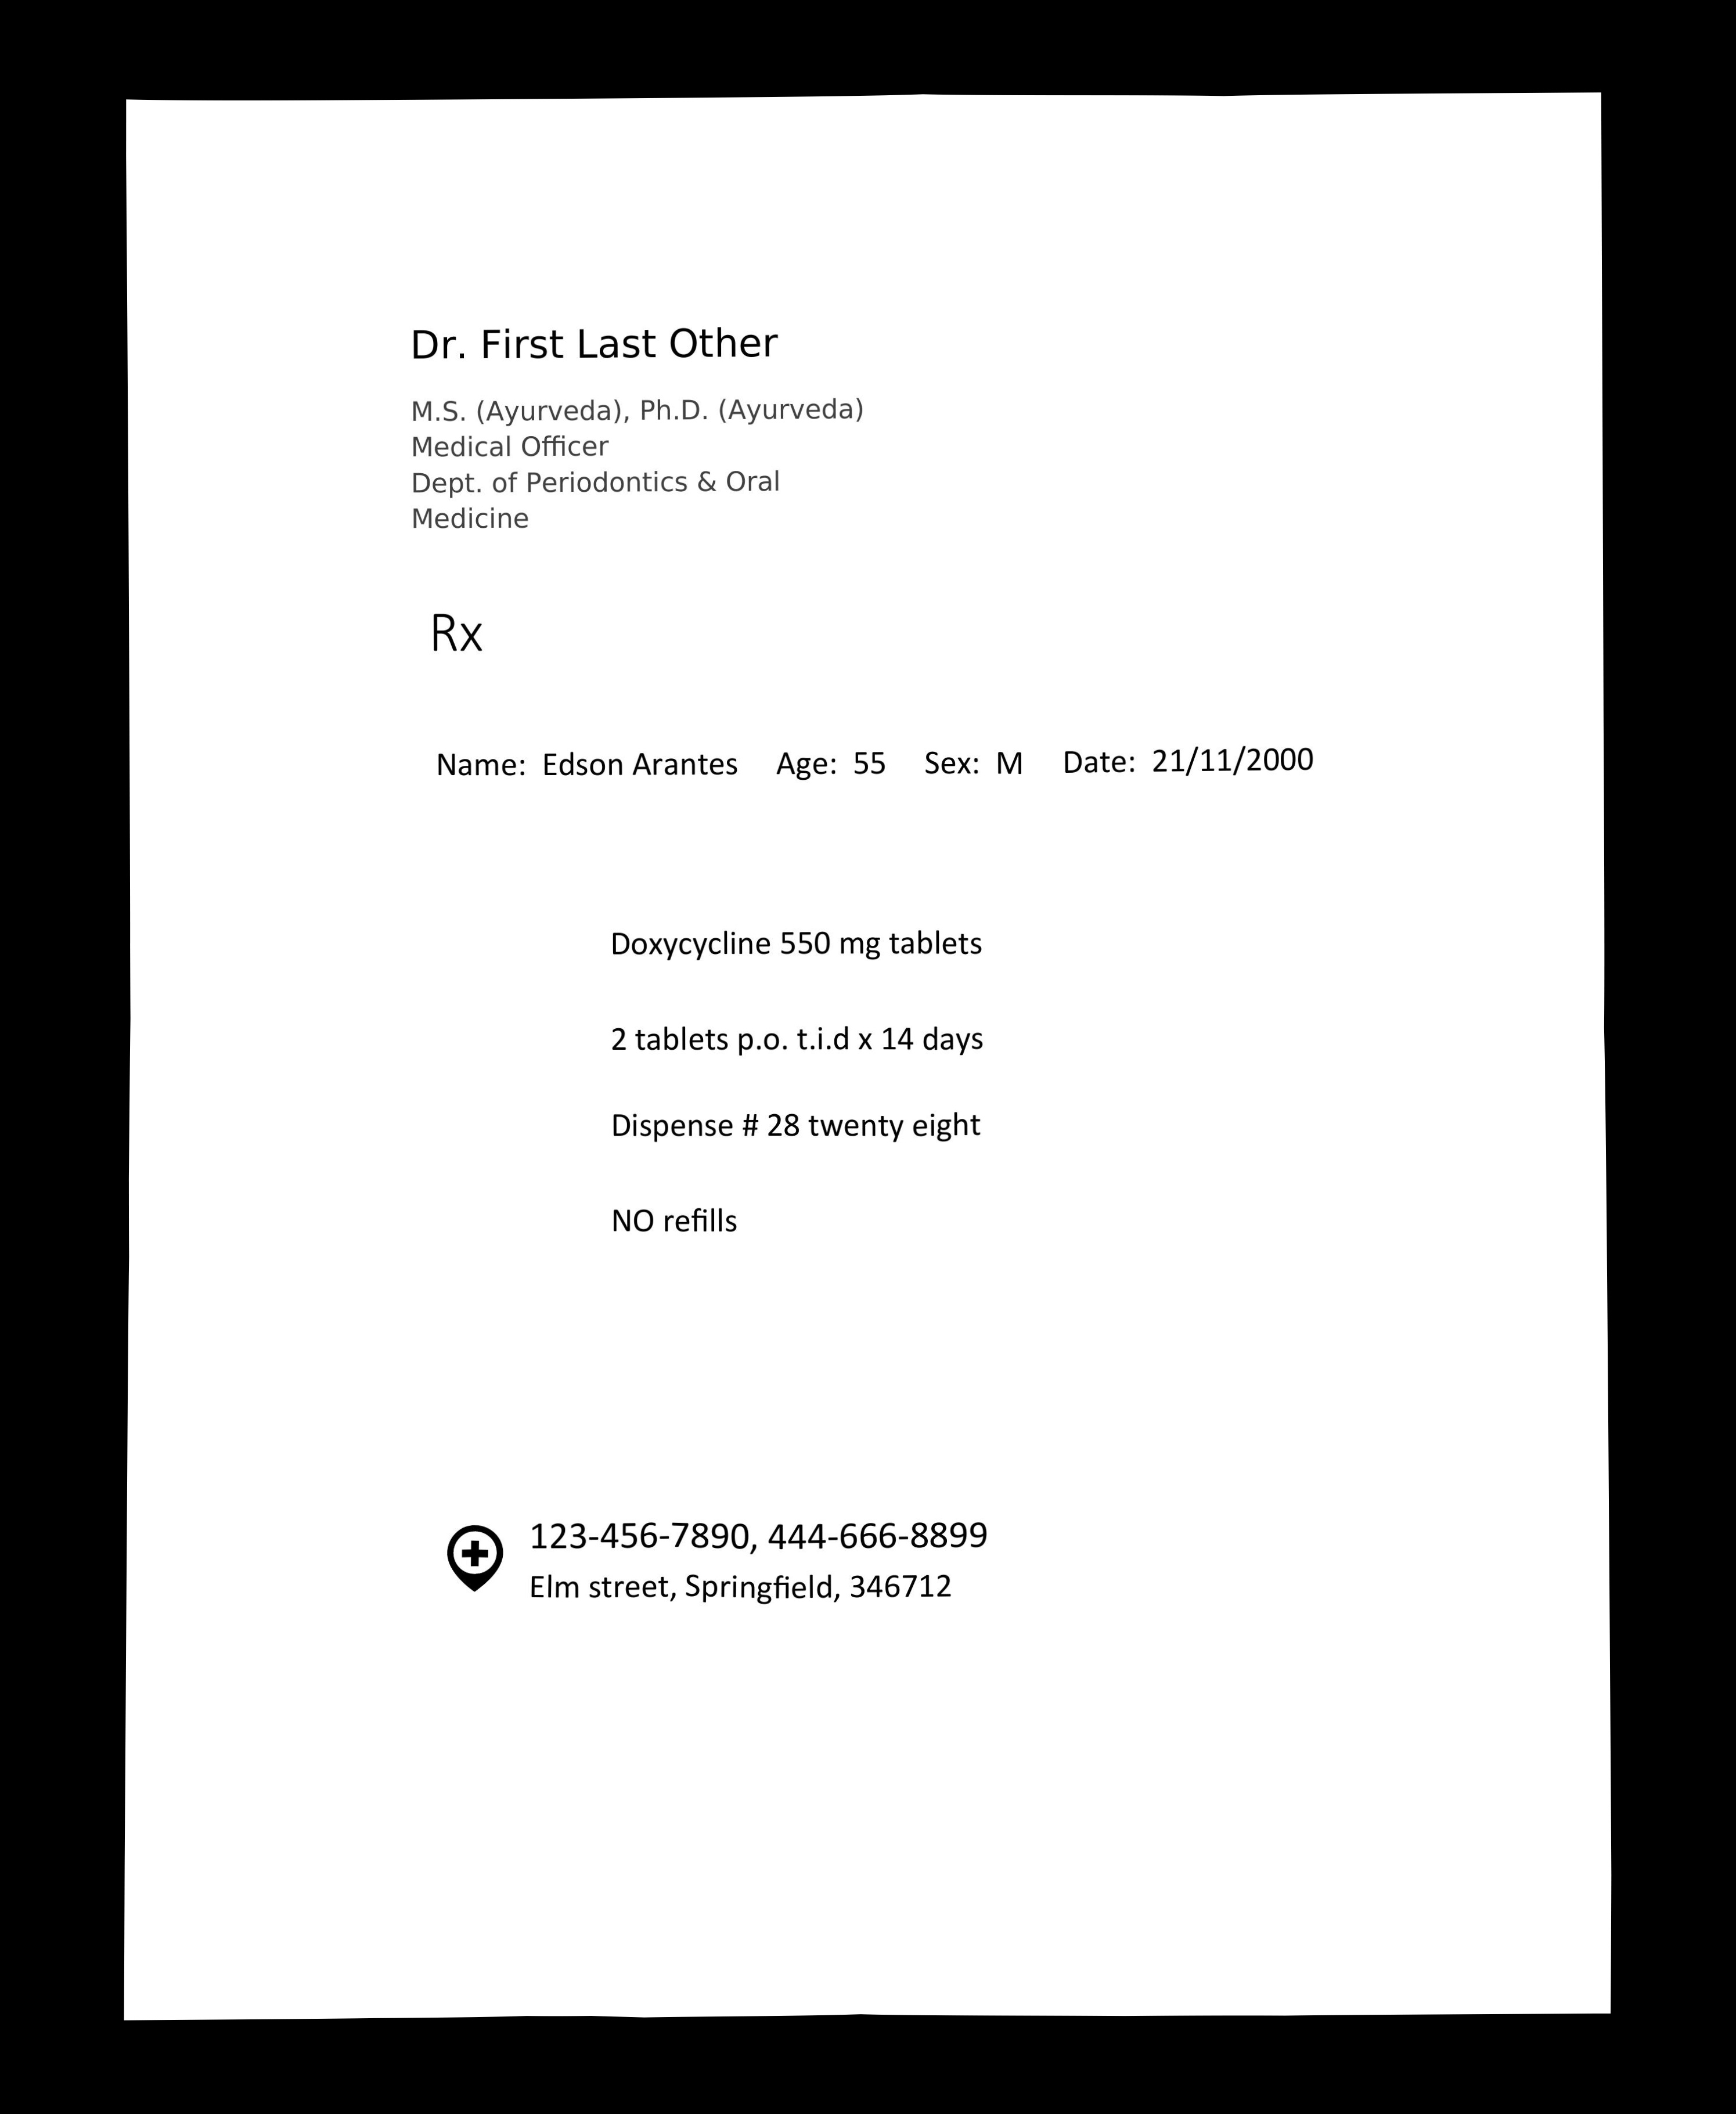 Dr. First Last Other
M.S. (Ayurveda), Ph.D. (Ayurveda)
Medical Officer
Dept. of Periodontics & Oral
Medicine
Rx
Name: Edson Arantes Age: 55 Sex: M Date: 21/11/2000
Doxycycline 550 mg tablets
2 tablets p.o. t.i.d x 14 days
Dispense # 28 twenty eight
NO refills
123-456-7890, 444-666-8899
Elm street, Springfield, 346712